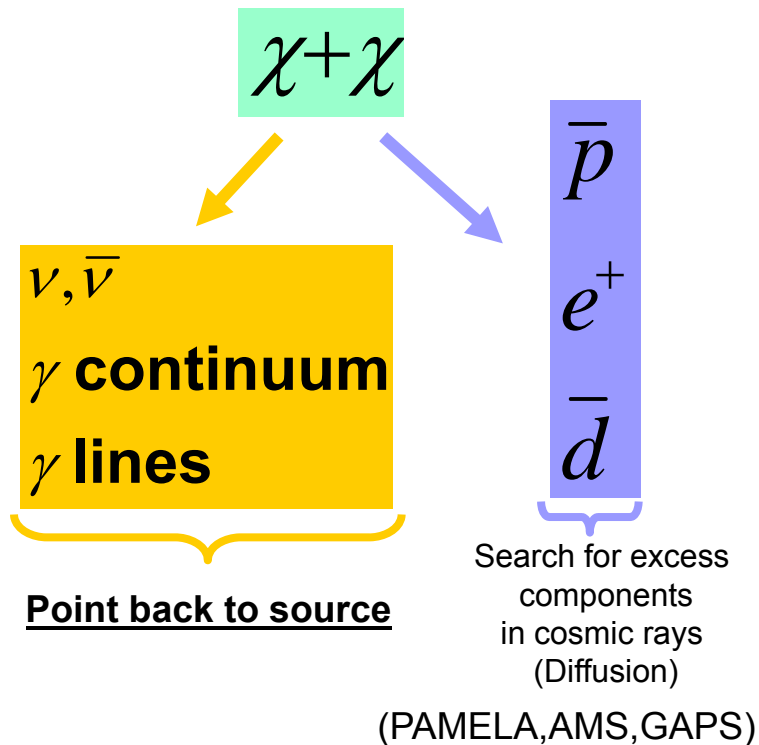 χ+χ
ν,ν̅
γ continuum
γ lines
Point back to source
p̅
e⁺
d̅
Search for excess
components
in cosmic rays
(Diffusion)
(PAMELA,AMS,GAPS)